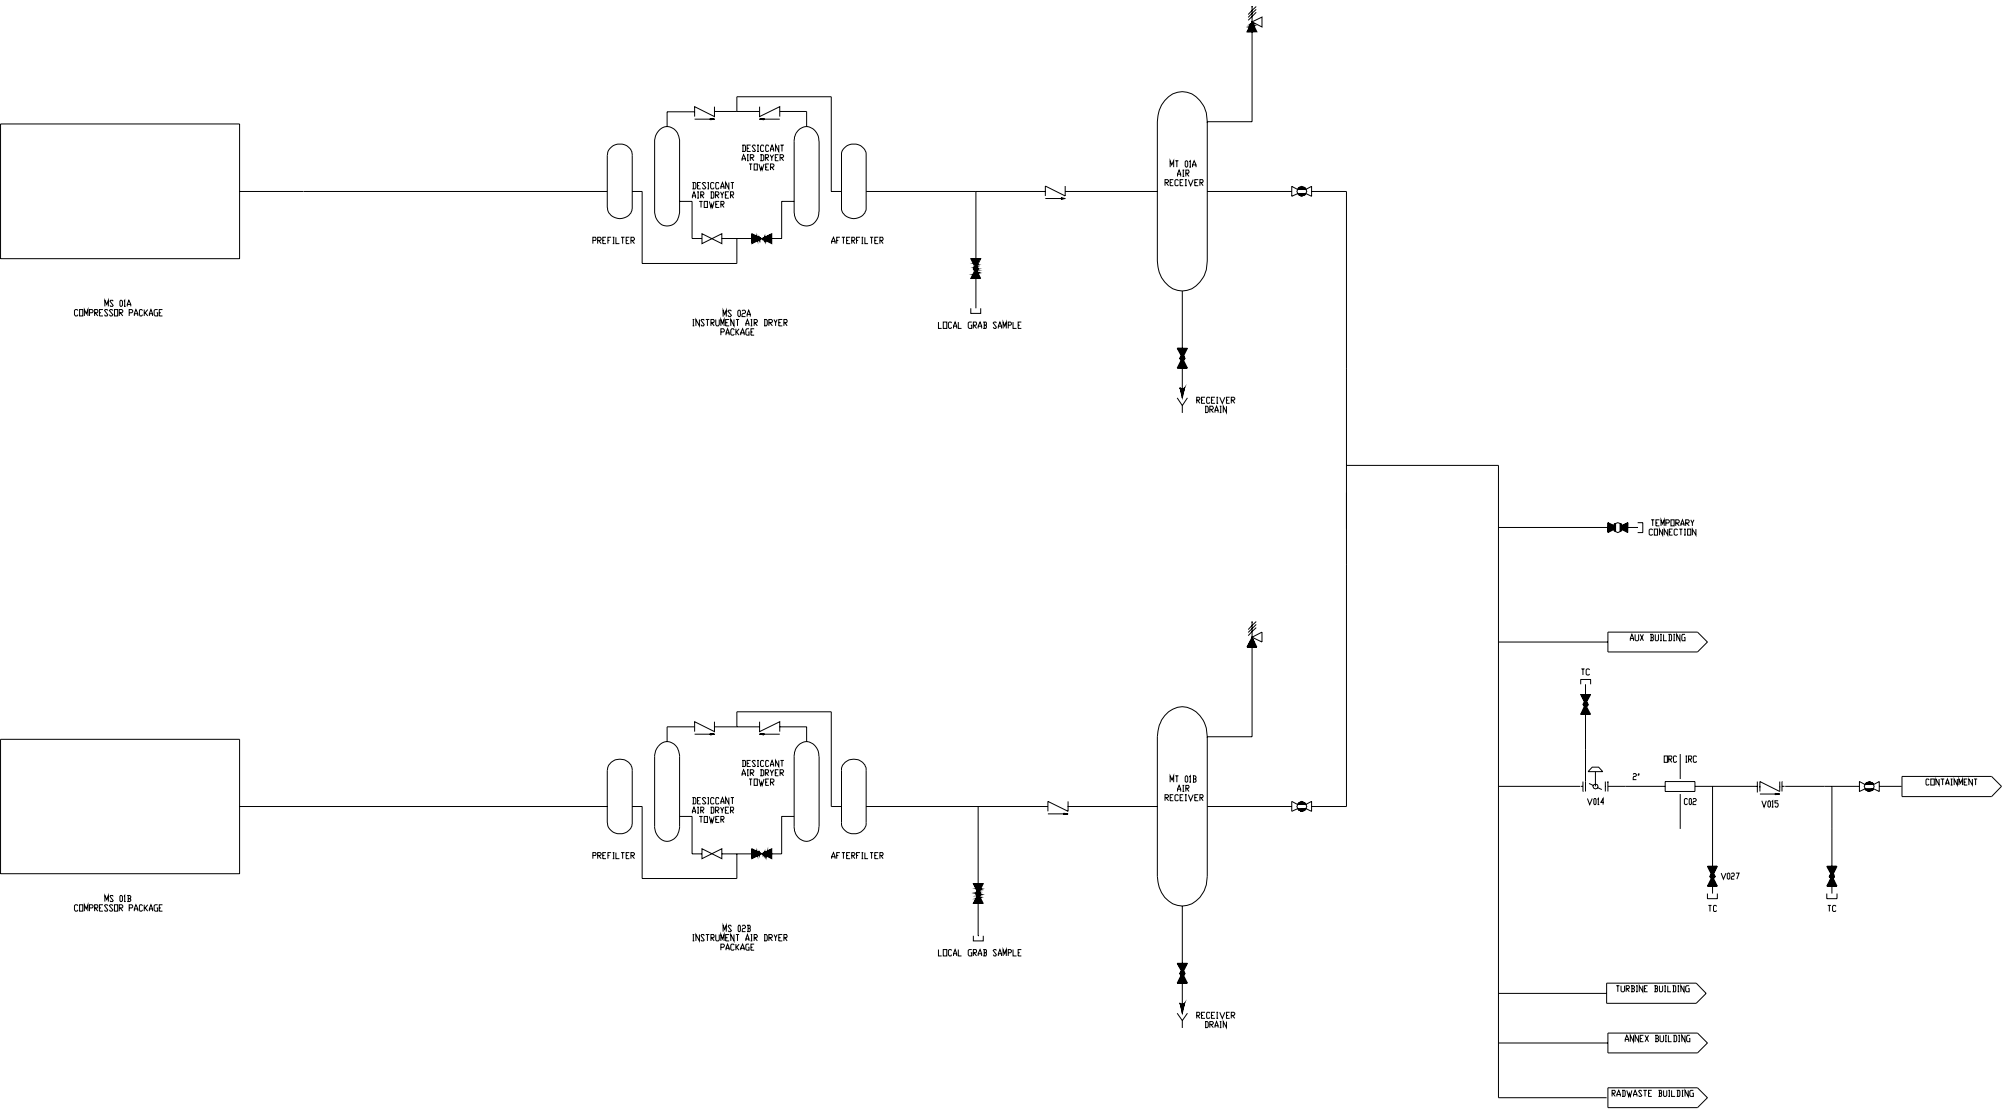 DESICCANT
AIR DRYER
TOWER
DESICCANT
AIR DRYER
TOWER
MT 01A
AIR
RECEIVER
PREFILTER
AFTERFILTER
MS 01A
COMPRESSOR PACKAGE
MS 02A
INSTRUMENT AIR DRYER
PACKAGE
LOCAL GRAB SAMPLE
RECEIVER
DRAIN
TEMPORARY
CONNECTION
AUX BUILDING
TC
DESICCANT
AIR DRYER
TOWER
DESICCANT
AIR DRYER
TOWER
MT 01B
AIR
RECEIVER
ORC IRC
2"
CONTAINMENT
V014
C02
V015
PREFILTER
AFTERFILTER
V027
TC
TC
MS 01B
COMPRESSOR PACKAGE
MS 02B
INSTRUMENT AIR DRYER
PACKAGE
LOCAL GRAB SAMPLE
RECEIVER
DRAIN
TURBINE BUILDING
ANNEX BUILDING
RADWASTE BUILDING